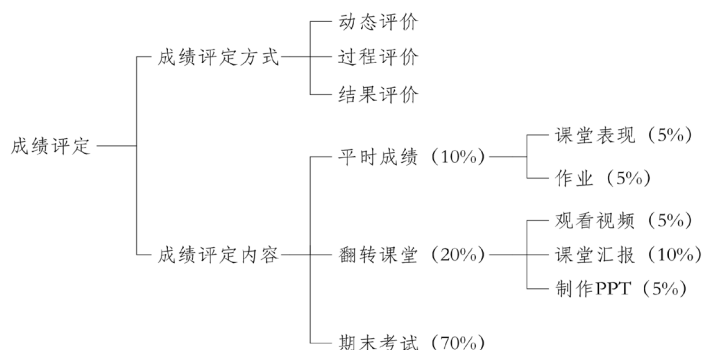 动态评价
成绩评定方式
过程评价
结果评价
成绩评定
平时成绩（10%）
课堂表现（5%）
作业（5%）
成绩评定内容
翻转课堂（20%）
观看视频（5%）
课堂汇报（10%）
制作PPT（5%）
期末考试（70%）